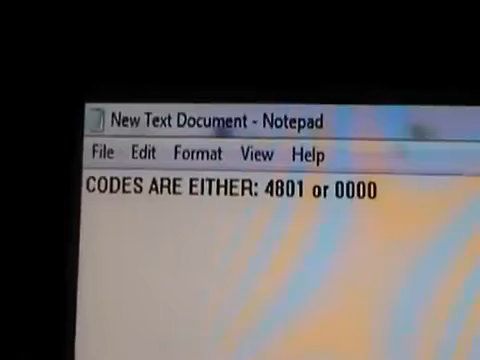 New Text Document - Notepad
File Edit Format View Help
CODES ARE EITHER: 4801 or 0000